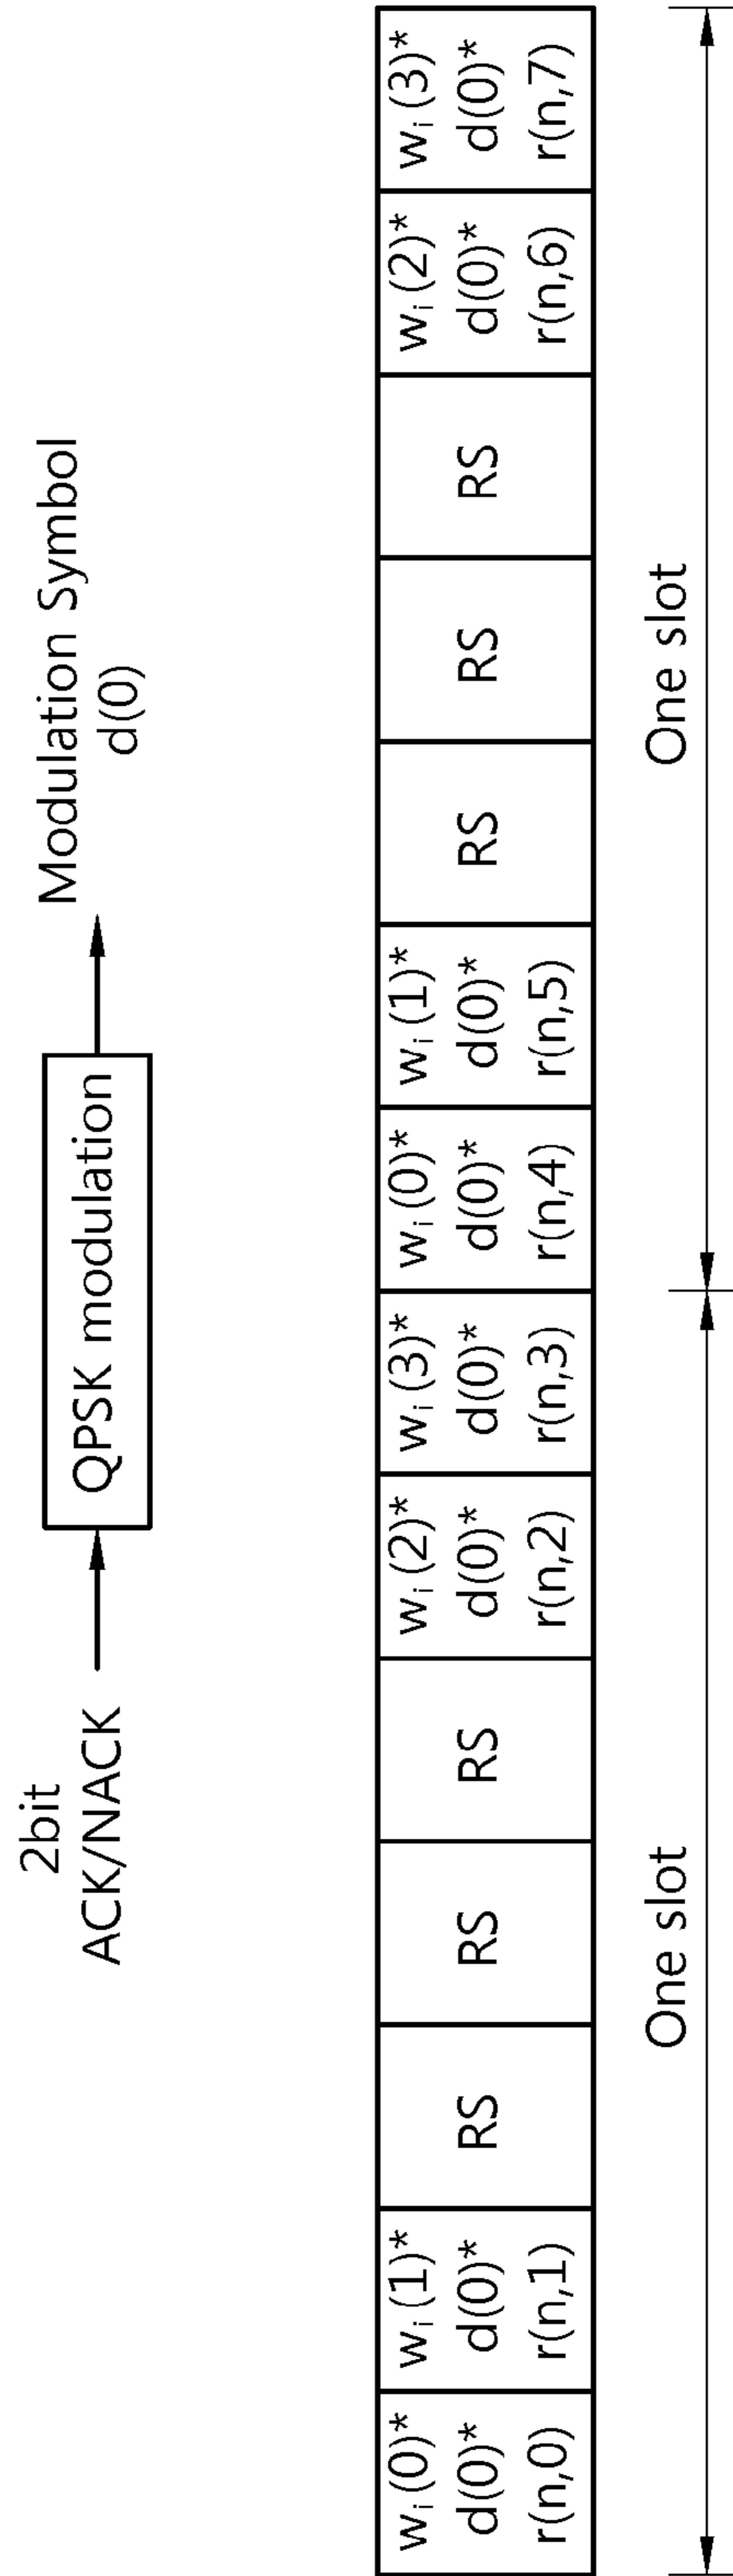 2bit
ACK/NACK
QPSK modulation
Modulation Symbol
d(0)
wᵢ(0)*
d(0)*
r(n,0)
wᵢ(1)*
d(0)*
r(n,1)
RS
RS
RS
wᵢ(2)*
d(0)*
r(n,2)
wᵢ(3)*
d(0)*
r(n,3)
wᵢ(0)*
d(0)*
r(n,4)
wᵢ(1)*
d(0)*
r(n,5)
RS
RS
RS
wᵢ(2)*
d(0)*
r(n,6)
wᵢ(3)*
d(0)*
r(n,7)
One slot
One slot